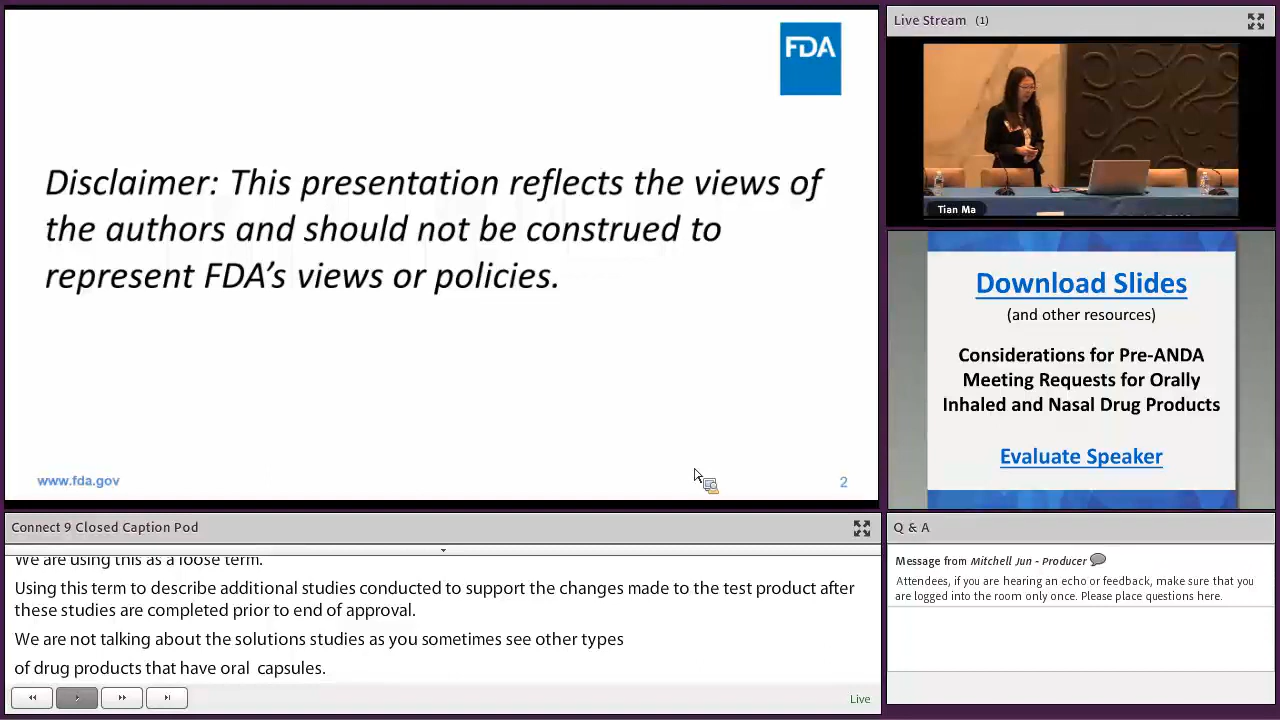 FDA
Disclaimer: This presentation reflects the views of
the authors and should not be construed to
represent FDA's views or policies.
www.fda.gov
2
Live Stream (1)
Tian Ma
Download Slides
(and other resources)
Considerations for Pre-ANDA
Meeting Requests for Orally
Inhaled and Nasal Drug Products
Evaluate Speaker
Connect 9 Closed Caption Pod
We are using this as a loose term.
Using this term to describe additional studies conducted to support the changes made to the test product after
these studies are completed prior to end of approval.
We are not talking about the solutions studies as you sometimes see other types
of drug products that have oral capsules.
Live
Q & A
Message from Mitchell Jun - Producer
Attendees, if you are hearing an echo or feedback, make sure that you
are logged into the room only once. Please place questions here.